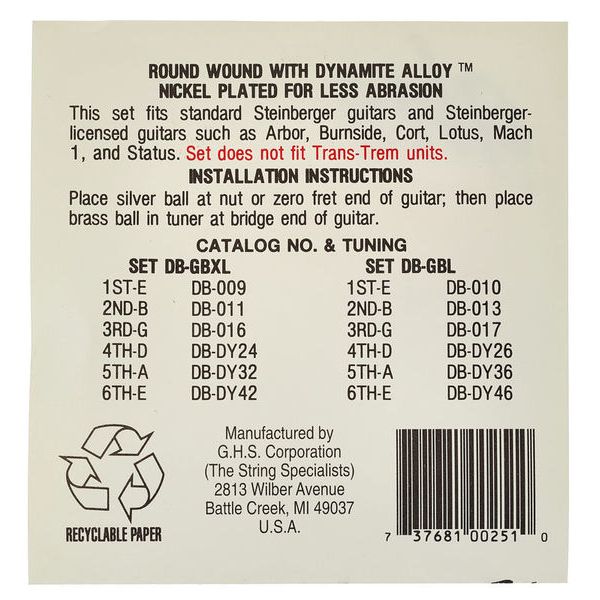 ROUND WOUND WITH DYNAMITE ALLOY ™
NICKEL PLATED FOR LESS ABRASION
This set fits standard Steinberger guitars and Steinberger-
licensed guitars such as Arbor, Burnside, Cort, Lotus, Mach
1, and Status. Set does not fit Trans-Trem units.
INSTALLATION INSTRUCTIONS
Place silver ball at nut or zero fret end of guitar; then place
brass ball in tuner at bridge end of guitar.
CATALOG NO. & TUNING
SET DB-GBXL SET DB-GBL
1ST-E DB-009 1ST-E DB-010
2ND-B DB-011 2ND-B DB-013
3RD-G DB-016 3RD-G DB-017
4TH-D DB-DY24 4TH-D DB-DY26
5TH-A DB-DY32 5TH-A DB-DY36
6TH-E DB-DY42 6TH-E DB-DY46
RECYCLABLE PAPER
Manufactured by
G.H.S. Corporation
(The String Specialists)
2813 Wilber Avenue
Battle Creek, MI 49037
U.S.A.
7 37681 00251 0